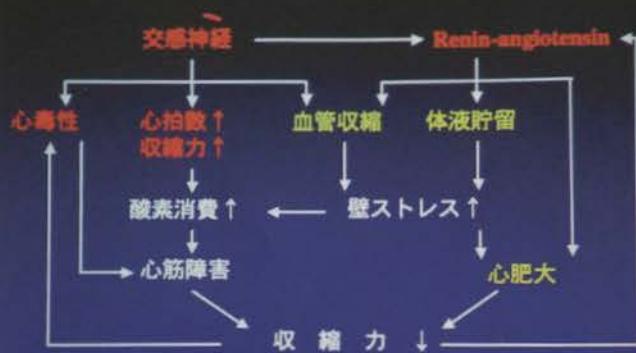 交感神経
Renin-angiotensin
心毒性
心拍数↑
収縮力↑
血管収縮
体液貯留
酸素消費↑
壁ストレス↑
心筋障害
心肥大
収縮力↓